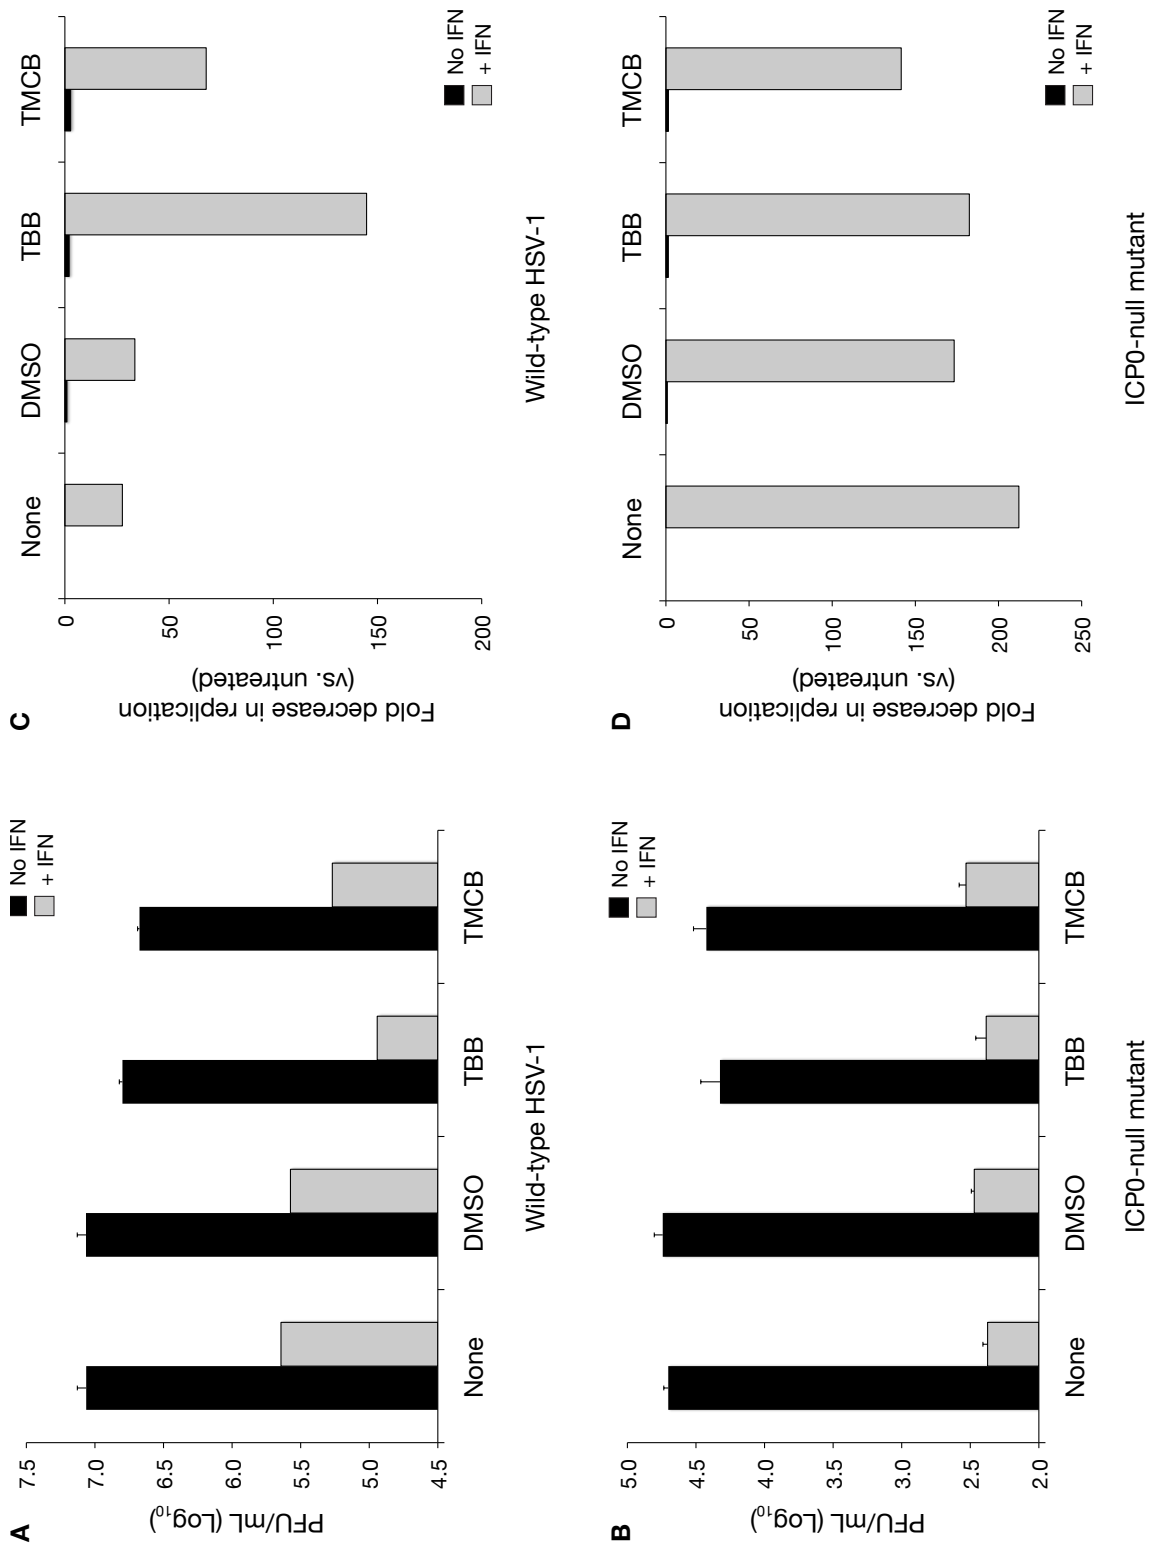 A
PFU/mL (Log10)
7.5
7.0
6.5
6.0
5.5
5.0
4.5
No IFN
+ IFN
None
DMSO
TBB
TMCB
Wild-type HSV-1
B
PFU/mL (Log10)
5.0
4.5
4.0
3.5
3.0
2.5
2.0
No IFN
+ IFN
None
DMSO
TBB
TMCB
ICP0-null mutant
C
Fold decrease in replication
(vs. untreated)
None
DMSO
TBB
TMCB
0
50
100
150
200
No IFN
+ IFN
Wild-type HSV-1
D
Fold decrease in replication
(vs. untreated)
None
DMSO
TBB
TMCB
0
50
100
150
200
250
No IFN
+ IFN
ICP0-null mutant